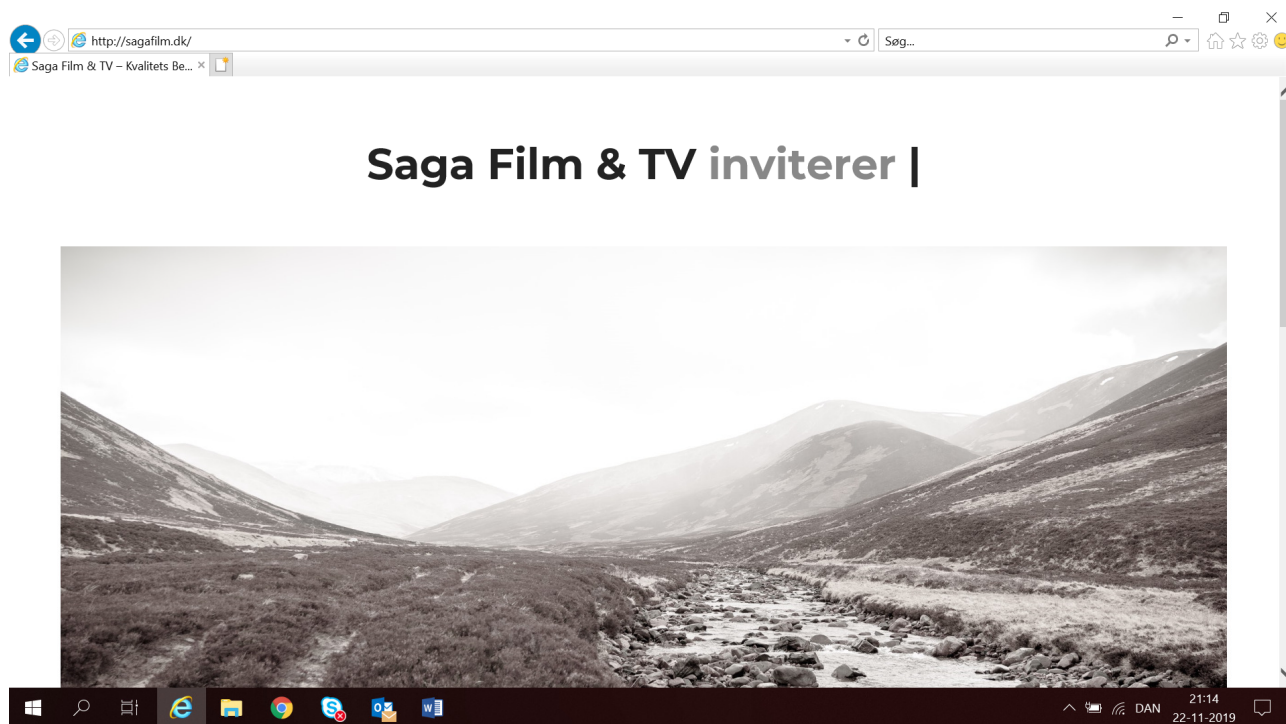 http://sagafilm.dk/
Søg...
Saga Film & TV – Kvalitets Be...
Saga Film & TV inviterer |
DAN
21:14
22-11-2019